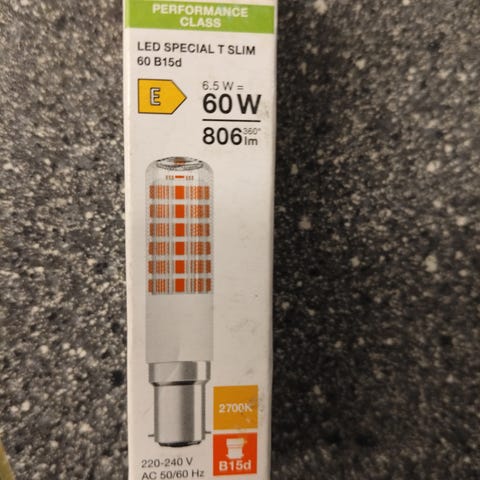 PERFORMANCE
CLASS
LED SPECIAL T SLIM
60 B15d
E
6.5 W =
60 W
806 360° lm
2700K
B15d
220-240 V
AC 50/60 Hz